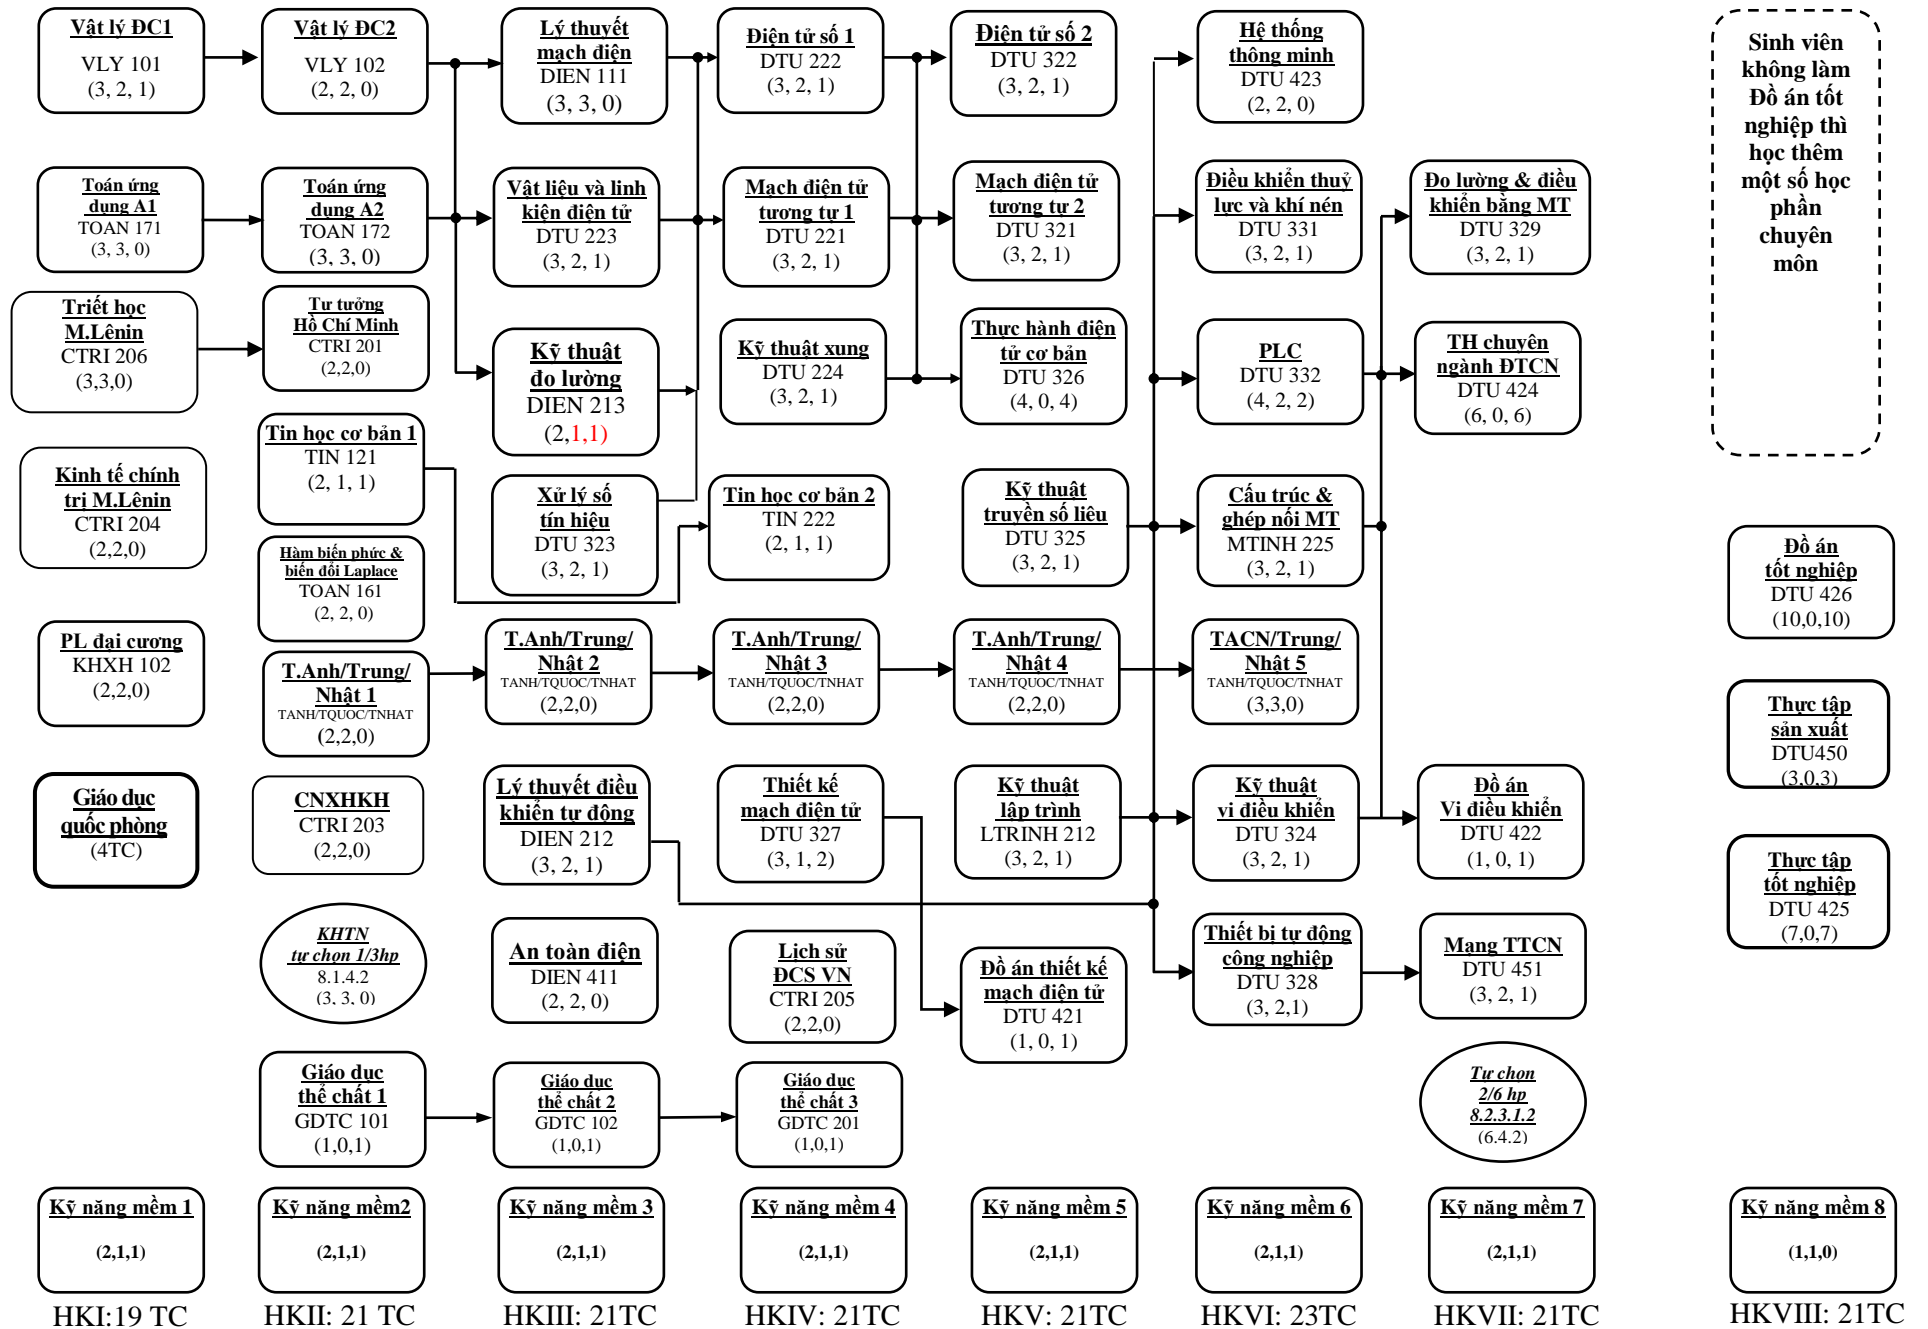 Vật lý ĐC1
VLY 101
(3, 2, 1)
Vật lý ĐC2
VLY 102
(2, 2, 0)
Lý thuyết
mạch điện
DIEN 111
(3, 3, 0)
Điện tử số 1
DTU 222
(3, 2, 1)
Điện tử số 2
DTU 322
(3, 2, 1)
Hệ thống
thông minh
DTU 423
(2, 2, 0)
Sinh viên
không làm
Đồ án tốt
nghiệp thì
học thêm
một số học
phần
chuyên
môn
Toán ứng
dụng A1
TOAN 171
(3, 3, 0)
Toán ứng
dụng A2
TOAN 172
(3, 3, 0)
Vật liệu và linh
kiện điện tử
DTU 223
(3, 2, 1)
Mạch điện tử
tương tự 1
DTU 221
(3, 2, 1)
Mạch điện tử
tương tự 2
DTU 321
(3, 2, 1)
Điều khiển thuỷ
lực và khí nén
DTU 331
(3, 2, 1)
Đo lường & điều
khiển bằng MT
DTU 329
(3, 2, 1)
Triết học
M.Lênin
CTRI 206
(3,3,0)
Tư tưởng
Hồ Chí Minh
CTRI 201
(2,2,0)
Kỹ thuật
đo lường
DIEN 213
(2,1,1)
Kỹ thuật xung
DTU 224
(3, 2, 1)
Thực hành điện
tử cơ bản
DTU 326
(4, 0, 4)
PLC
DTU 332
(4, 2, 2)
TH chuyên
ngành ĐTCN
DTU 424
(6, 0, 6)
Kinh tế chính
trị M.Lênin
CTRI 204
(2,2,0)
Tin học cơ bản 1
TIN 121
(2, 1, 1)
Hàm biến phức &
biến đổi Laplace
TOAN 161
(2, 2, 0)
Xử lý số
tín hiệu
DTU 323
(3, 2, 1)
Tin học cơ bản 2
TIN 222
(2, 1, 1)
Kỹ thuật
truyền số liêu
DTU 325
(3, 2, 1)
Cấu trúc &
ghép nối MT
MTINH 225
(3, 2, 1)
Đồ án
tốt nghiệp
DTU 426
(10,0,10)
PL đại cương
KHXH 102
(2,2,0)
T.Anh/Trung/
Nhật 1
TANH/TQUOC/TNHAT
(2,2,0)
T.Anh/Trung/
Nhật 2
TANH/TQUOC/TNHAT
(2,2,0)
T.Anh/Trung/
Nhật 3
TANH/TQUOC/TNHAT
(2,2,0)
T.Anh/Trung/
Nhật 4
TANH/TQUOC/TNHAT
(2,2,0)
TACN/Trung/
Nhật 5
TANH/TQUOC/TNHAT
(3,3,0)
Thực tập
sản xuất
DTU450
(3,0,3)
Giáo dục
quốc phòng
(4TC)
CNXHKH
CTRI 203
(2,2,0)
Lý thuyết điều
khiển tự động
DIEN 212
(3, 2, 1)
Thiết kế
mạch điện tử
DTU 327
(3, 1, 2)
Kỹ thuật
lập trình
LTRINH 212
(3, 2, 1)
Kỹ thuật
vi điều khiển
DTU 324
(3, 2, 1)
Đồ án
Vi điều khiển
DTU 422
(1, 0, 1)
Thực tập
tốt nghiệp
DTU 425
(7,0,7)
KHTN
tự chọn 1/3hp
8.1.4.2
(3, 3, 0)
An toàn điện
DIEN 411
(2, 2, 0)
Lịch sử
ĐCS VN
CTRI 205
(2,2,0)
Đồ án thiết kế
mạch điện tử
DTU 421
(1, 0, 1)
Thiết bị tự động
công nghiệp
DTU 328
(3, 2,1)
Mạng TTCN
DTU 451
(3, 2, 1)
Giáo dục
thể chất 1
GDTC 101
(1,0,1)
Giáo dục
thể chất 2
GDTC 102
(1,0,1)
Giáo dục
thể chất 3
GDTC 201
(1,0,1)
Tự chọn
2/6 hp
8.2.3.1.2
(6.4.2)
Kỹ năng mềm 1
(2,1,1)
Kỹ năng mềm2
(2,1,1)
Kỹ năng mềm 3
(2,1,1)
Kỹ năng mềm 4
(2,1,1)
Kỹ năng mềm 5
(2,1,1)
Kỹ năng mềm 6
(2,1,1)
Kỹ năng mềm 7
(2,1,1)
Kỹ năng mềm 8
(1,1,0)
HKI:19 TC
HKII: 21 TC
HKIII: 21TC
HKIV: 21TC
HKV: 21TC
HKVI: 23TC
HKVII: 21TC
HKVIII: 21TC